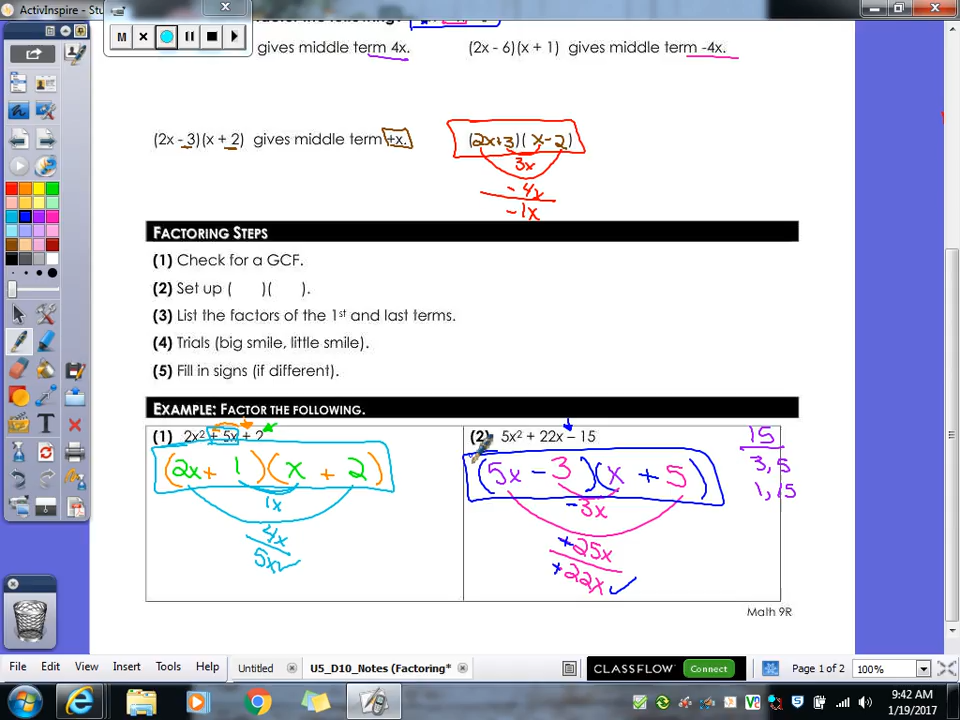 ActivInspire - Stu
M
(2x - 6)(x + 1) gives middle term -4x.
gives middle term 4x.
(2x - 3)(x + 2) gives middle term +x.
(2x+3)(x-2)
3x
-4x
-1x
FACTORING STEPS
(1) Check for a GCF.
(2) Set up ( )( ).
(3) List the factors of the 1st and last terms.
(4) Trials (big smile, little smile).
(5) Fill in signs (if different).
EXAMPLE: FACTOR THE FOLLOWING.
(1) 2x² + 5x + 2
(2x + 1)(x + 2)
1x
4x
5x✓
(2) 5x² + 22x – 15
15
3,5
1,15
(5x - 3)(x + 5)
-3x
+25x
+22x ✓
Math 9R
File Edit View Insert Tools Help
Untitled
U5_D10_Notes (Factoring*
CLASSFLOW Connect
Page 1 of 2
100%
9:42 AM
1/19/2017